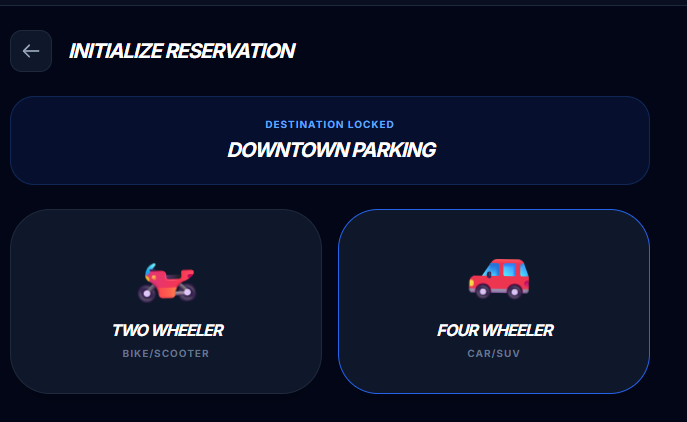 INITIALIZE RESERVATION
DESTINATION LOCKED
DOWNTOWN PARKING
TWO WHEELER
BIKE/SCOOTER
FOUR WHEELER
CAR/SUV